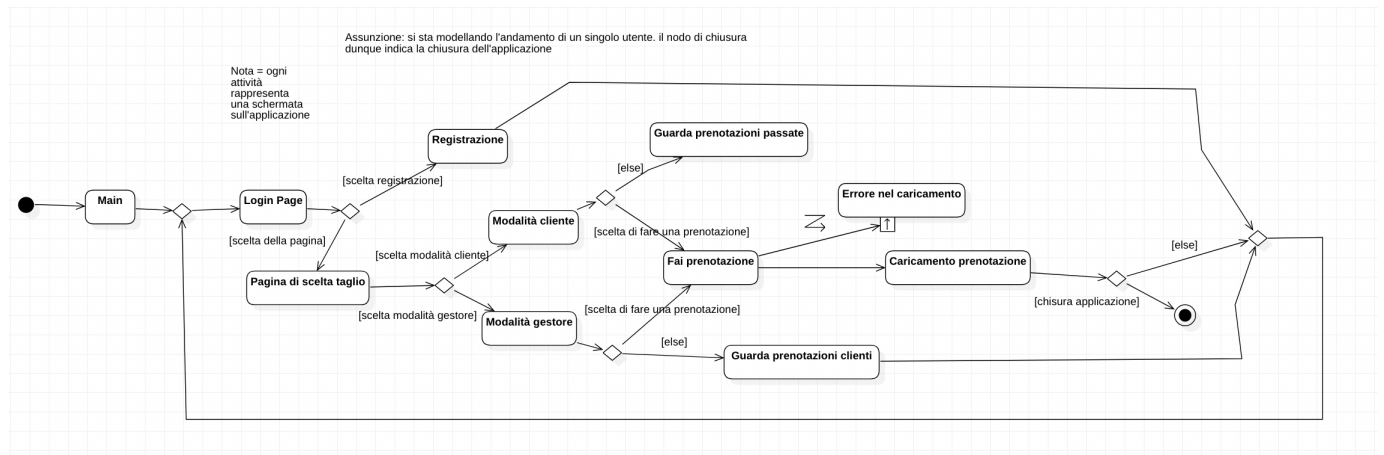 Assunzione: si sta modellando l'andamento di un singolo utente. il nodo di chiusura
dunque indica la chiusura dell'applicazione
Nota = ogni
attività
rappresenta
una schermata
sull'applicazione
Registrazione
Guarda prenotazioni passate
[scelta registrazione]
[else]
Errore nel caricamento
Main
Login Page
Modalità cliente
[scelta di fare una prenotazione]
[scelta della pagina]
[scelta modalità cliente]
[else]
Fai prenotazione
Caricamento prenotazione
Pagina di scelta taglio
[chisura applicazione]
[scelta modalità gestore]
[scelta di fare una prenotazione]
Modalità gestore
[else]
Guarda prenotazioni clienti